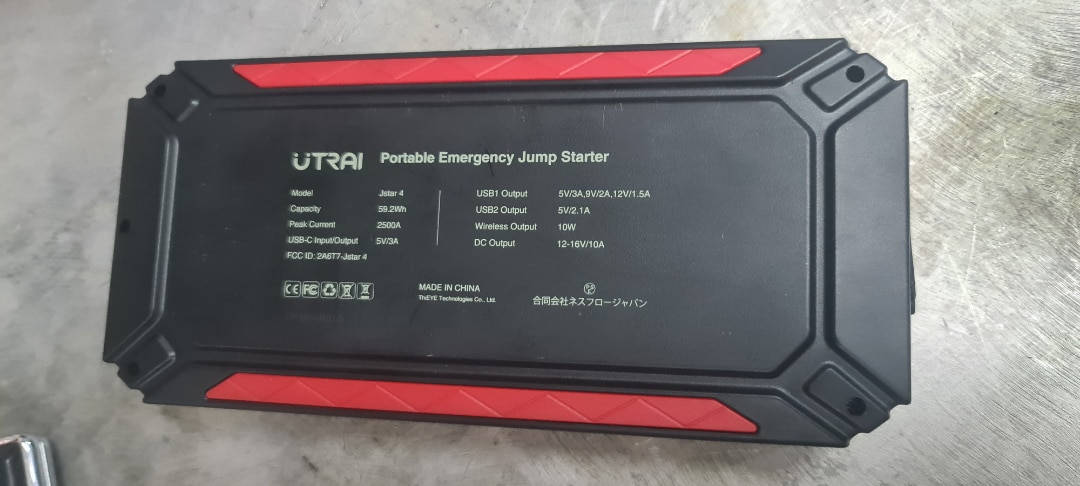 UTRAI Portable Emergency Jump Starter
Model Jstar 4
Capacity 59.2Wh
Peak Current 2500A
USB-C Input/Output 5V/3A
FCC ID: 2A6T7-Jstar 4
USB1 Output 5V/3A,9V/2A,12V/1.5A
USB2 Output 5V/2.1A
Wireless Output 10W
DC Output 12-16V/10A
CE FC
MADE IN CHINA
ThiEYE Technologies Co., Ltd.
合同会社ネスフロージャパン